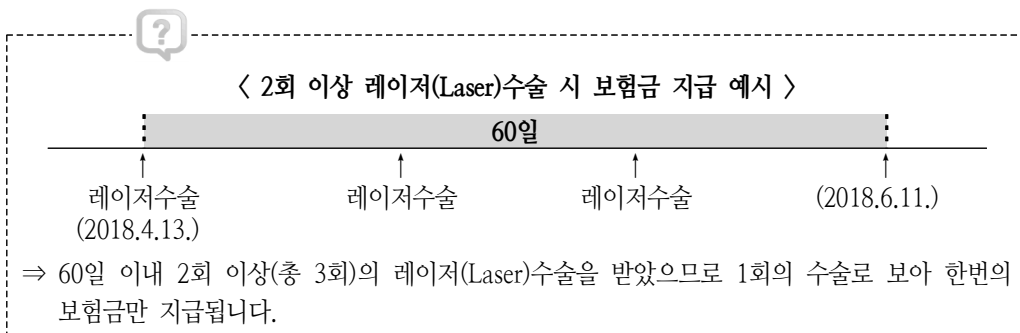 ?
〈 2회 이상 레이저(Laser)수술 시 보험금 지급 예시 〉
60일
레이저수술 레이저수술 레이저수술 (2018.6.11.)
(2018.4.13.)
⇒ 60일 이내 2회 이상(총 3회)의 레이저(Laser)수술을 받았으므로 1회의 수술로 보아 한번의
보험금만 지급됩니다.